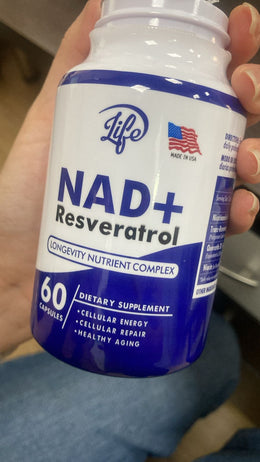 Life
MADE IN USA
NAD+
Resveratrol
LONGEVITY NUTRIENT COMPLEX
60
CAPSULES
DIETARY SUPPLEMENT
•CELLULAR ENERGY
•CELLULAR REPAIR
•HEALTHY AGING